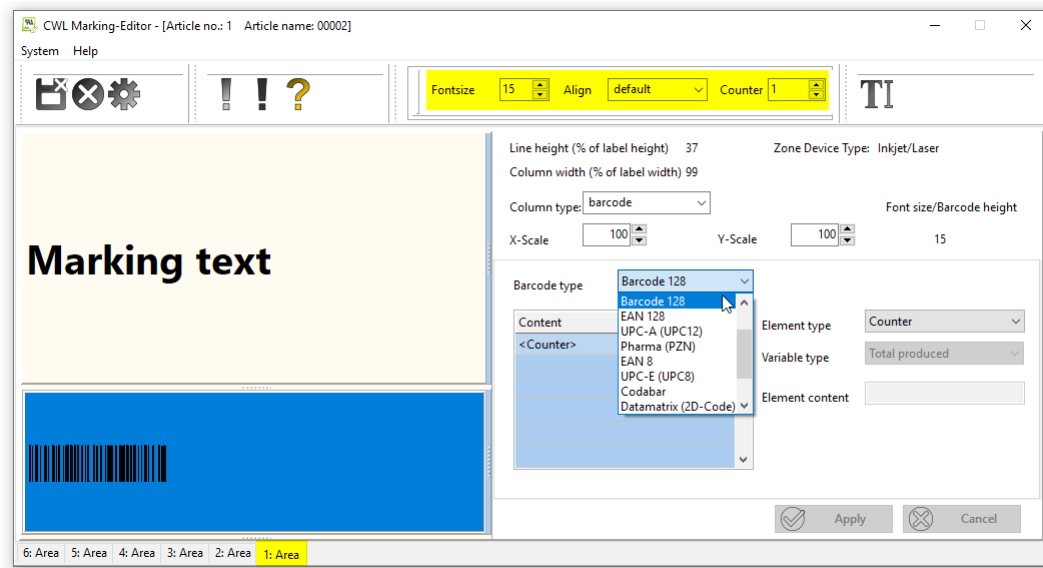 CWL Marking-Editor - [Article no.: 1 Article name: 00002]
System Help
Fontsize 15 Align default Counter 1
TI
Line height (% of label height) 37 Zone Device Type: Inkjet/Laser
Column width (% of label width) 99
Column type: barcode Font size/Barcode height
X-Scale 100 Y-Scale 100 15
Marking text
Barcode type Barcode 128
Barcode 128
EAN 128
UPC-A (UPC12)
Pharma (PZN)
EAN 8
UPC-E (UPC8)
Codabar
Datamatrix (2D-Code)
Content
<Counter>
Element type Counter
Variable type Total produced
Element content
Apply Cancel
6: Area 5: Area 4: Area 3: Area 2: Area 1: Area